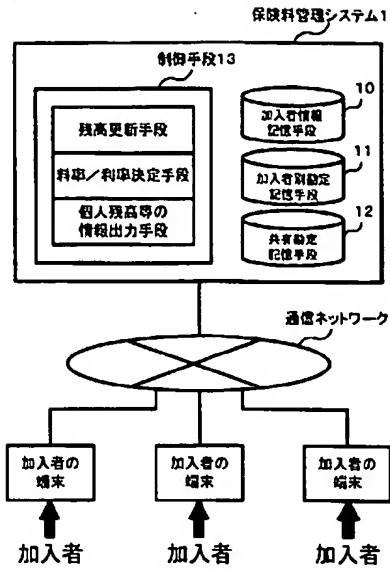 保険料管理システム1
制御手段13
残高更新手段
料率／利率決定手段
個人残高等の
情報出力手段
10
加入者情報
記憶手段
11
加入者別勘定
記憶手段
12
共有勘定
記憶手段
通信ネットワーク
加入者の
端末
加入者の
端末
加入者の
端末
加入者
加入者
加入者